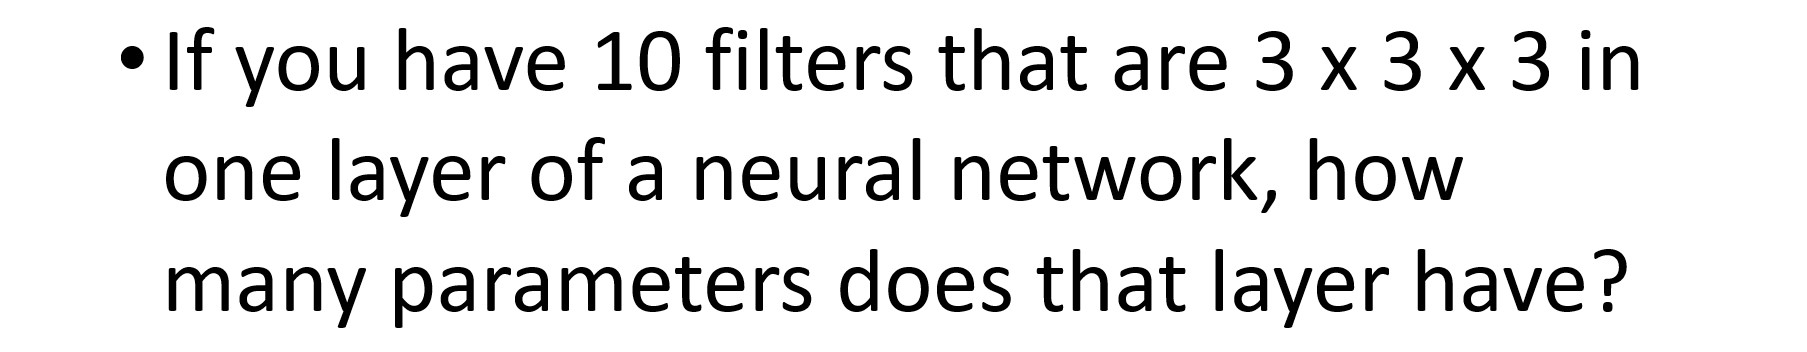 • If you have 10 filters that are 3 x 3 x 3 in
one layer of a neural network, how
many parameters does that layer have?